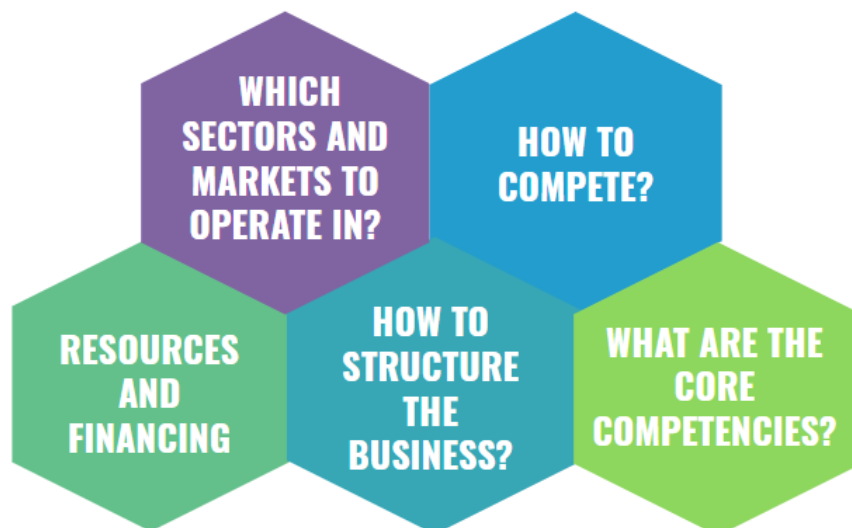 WHICH
SECTORS AND
MARKETS TO
OPERATE IN?
HOW TO
COMPETE?
RESOURCES
AND
FINANCING
HOW TO
STRUCTURE
THE
BUSINESS?
WHAT ARE THE
CORE
COMPETENCIES?